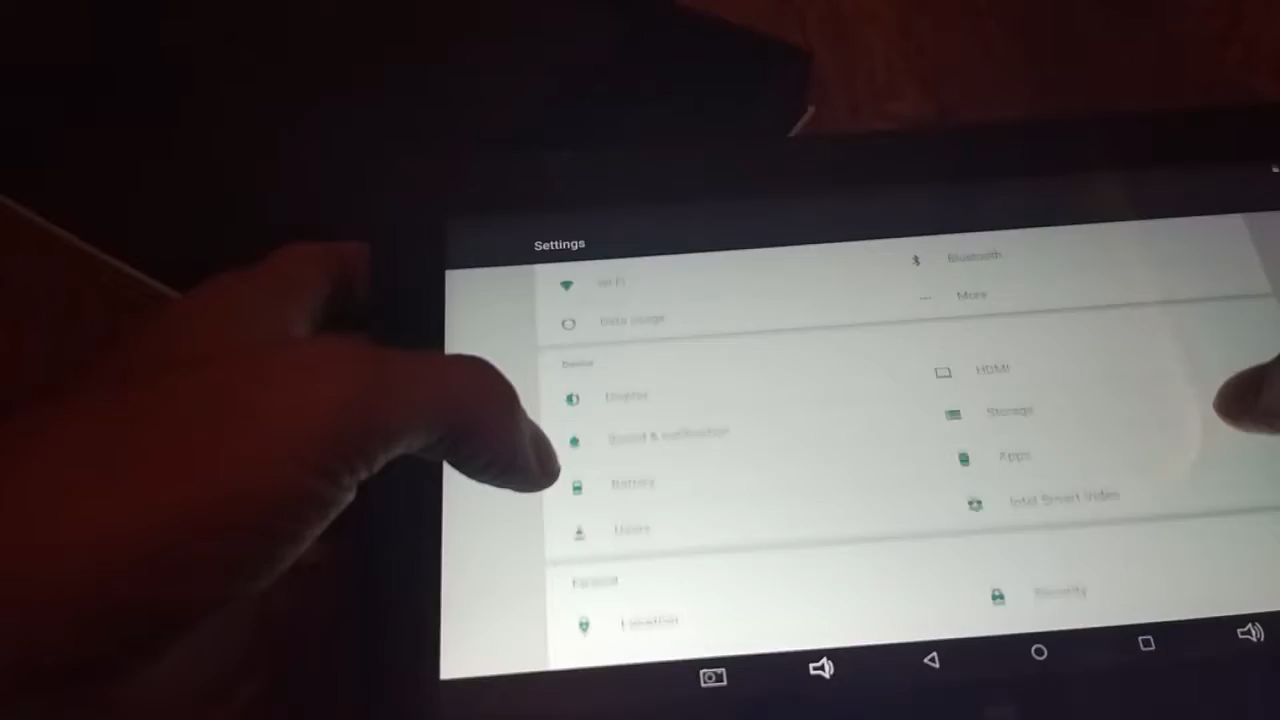 Settings
Wi-Fi
Bluetooth
Data usage
More
Device
Display
HDMI
Sound & notification
Storage
Battery
Apps
Users
Intel Smart Video
Personal
Location
Security